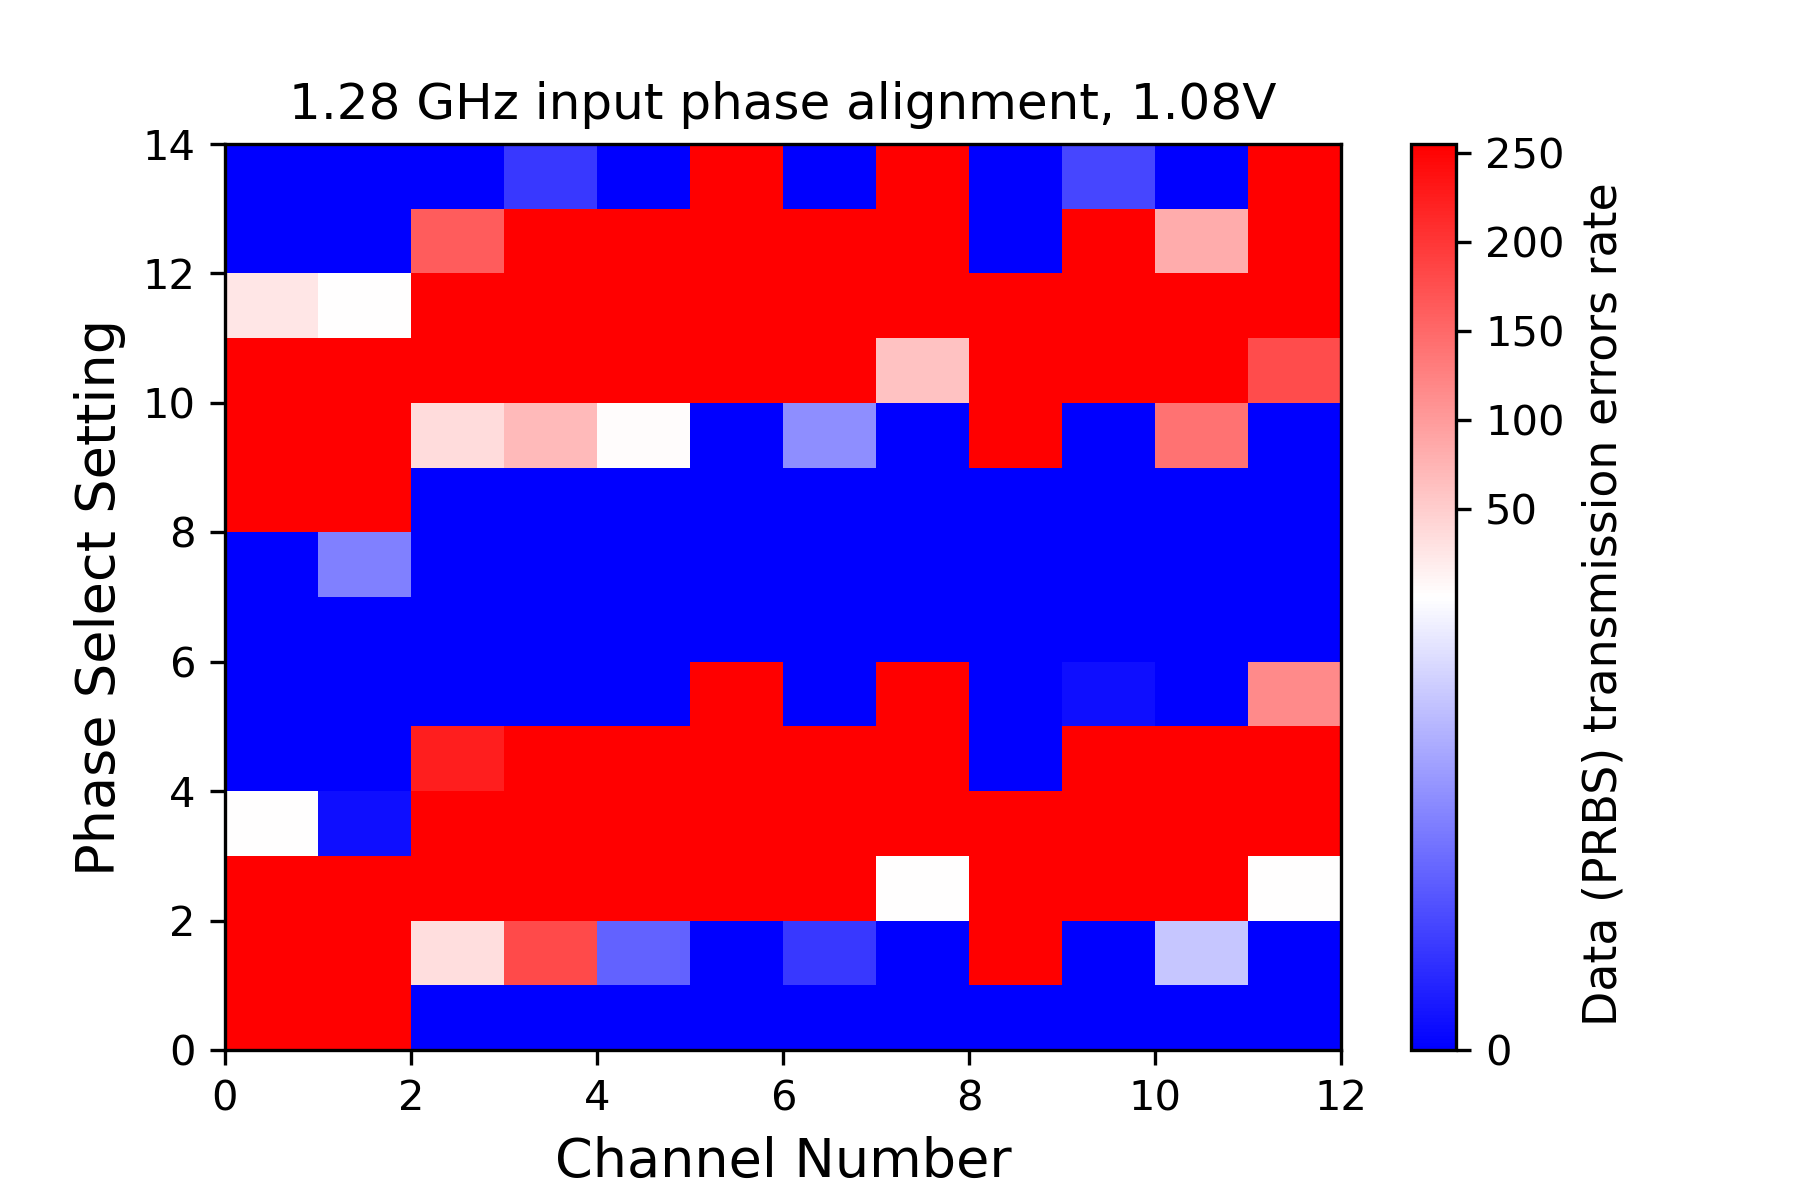 1.28 GHz input phase alignment, 1.08V
14
12
10
8
6
4
2
0
Phase Select Setting
0 2 4 6 8 10 12
Channel Number
250
200
150
100
50
0
Data (PRBS) transmission errors rate